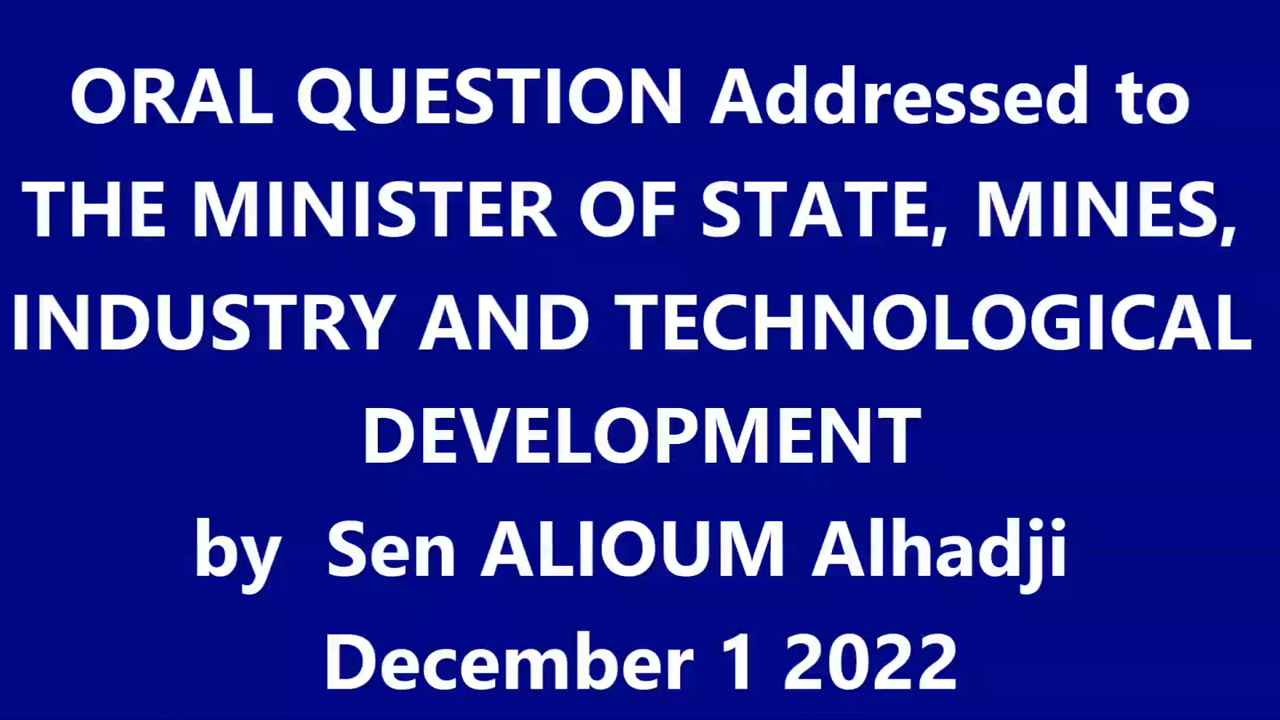 ORAL QUESTION Addressed to
THE MINISTER OF STATE, MINES,
INDUSTRY AND TECHNOLOGICAL
DEVELOPMENT
by Sen ALIOUM Alhadji
December 1 2022